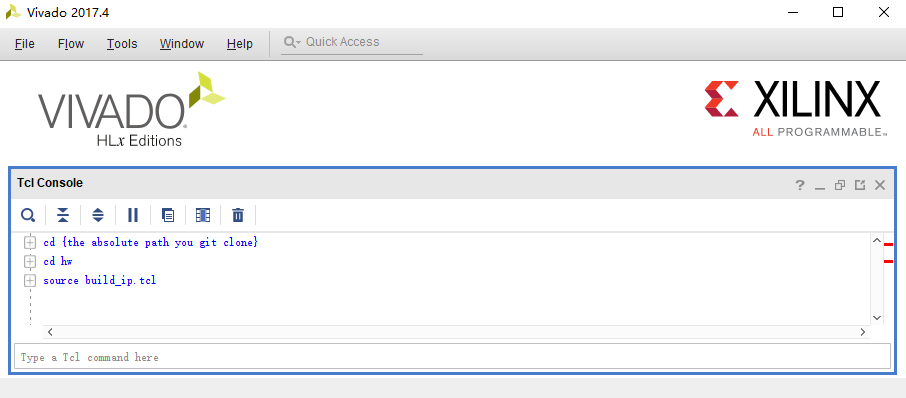 Vivado 2017.4
File Flow Tools Window Help Quick Access
VIVADO
HLx Editions
XILINX
ALL PROGRAMMABLE™
Tcl Console
cd {the absolute path you git clone}
cd hw
source build_ip.tcl
Type a Tcl command here